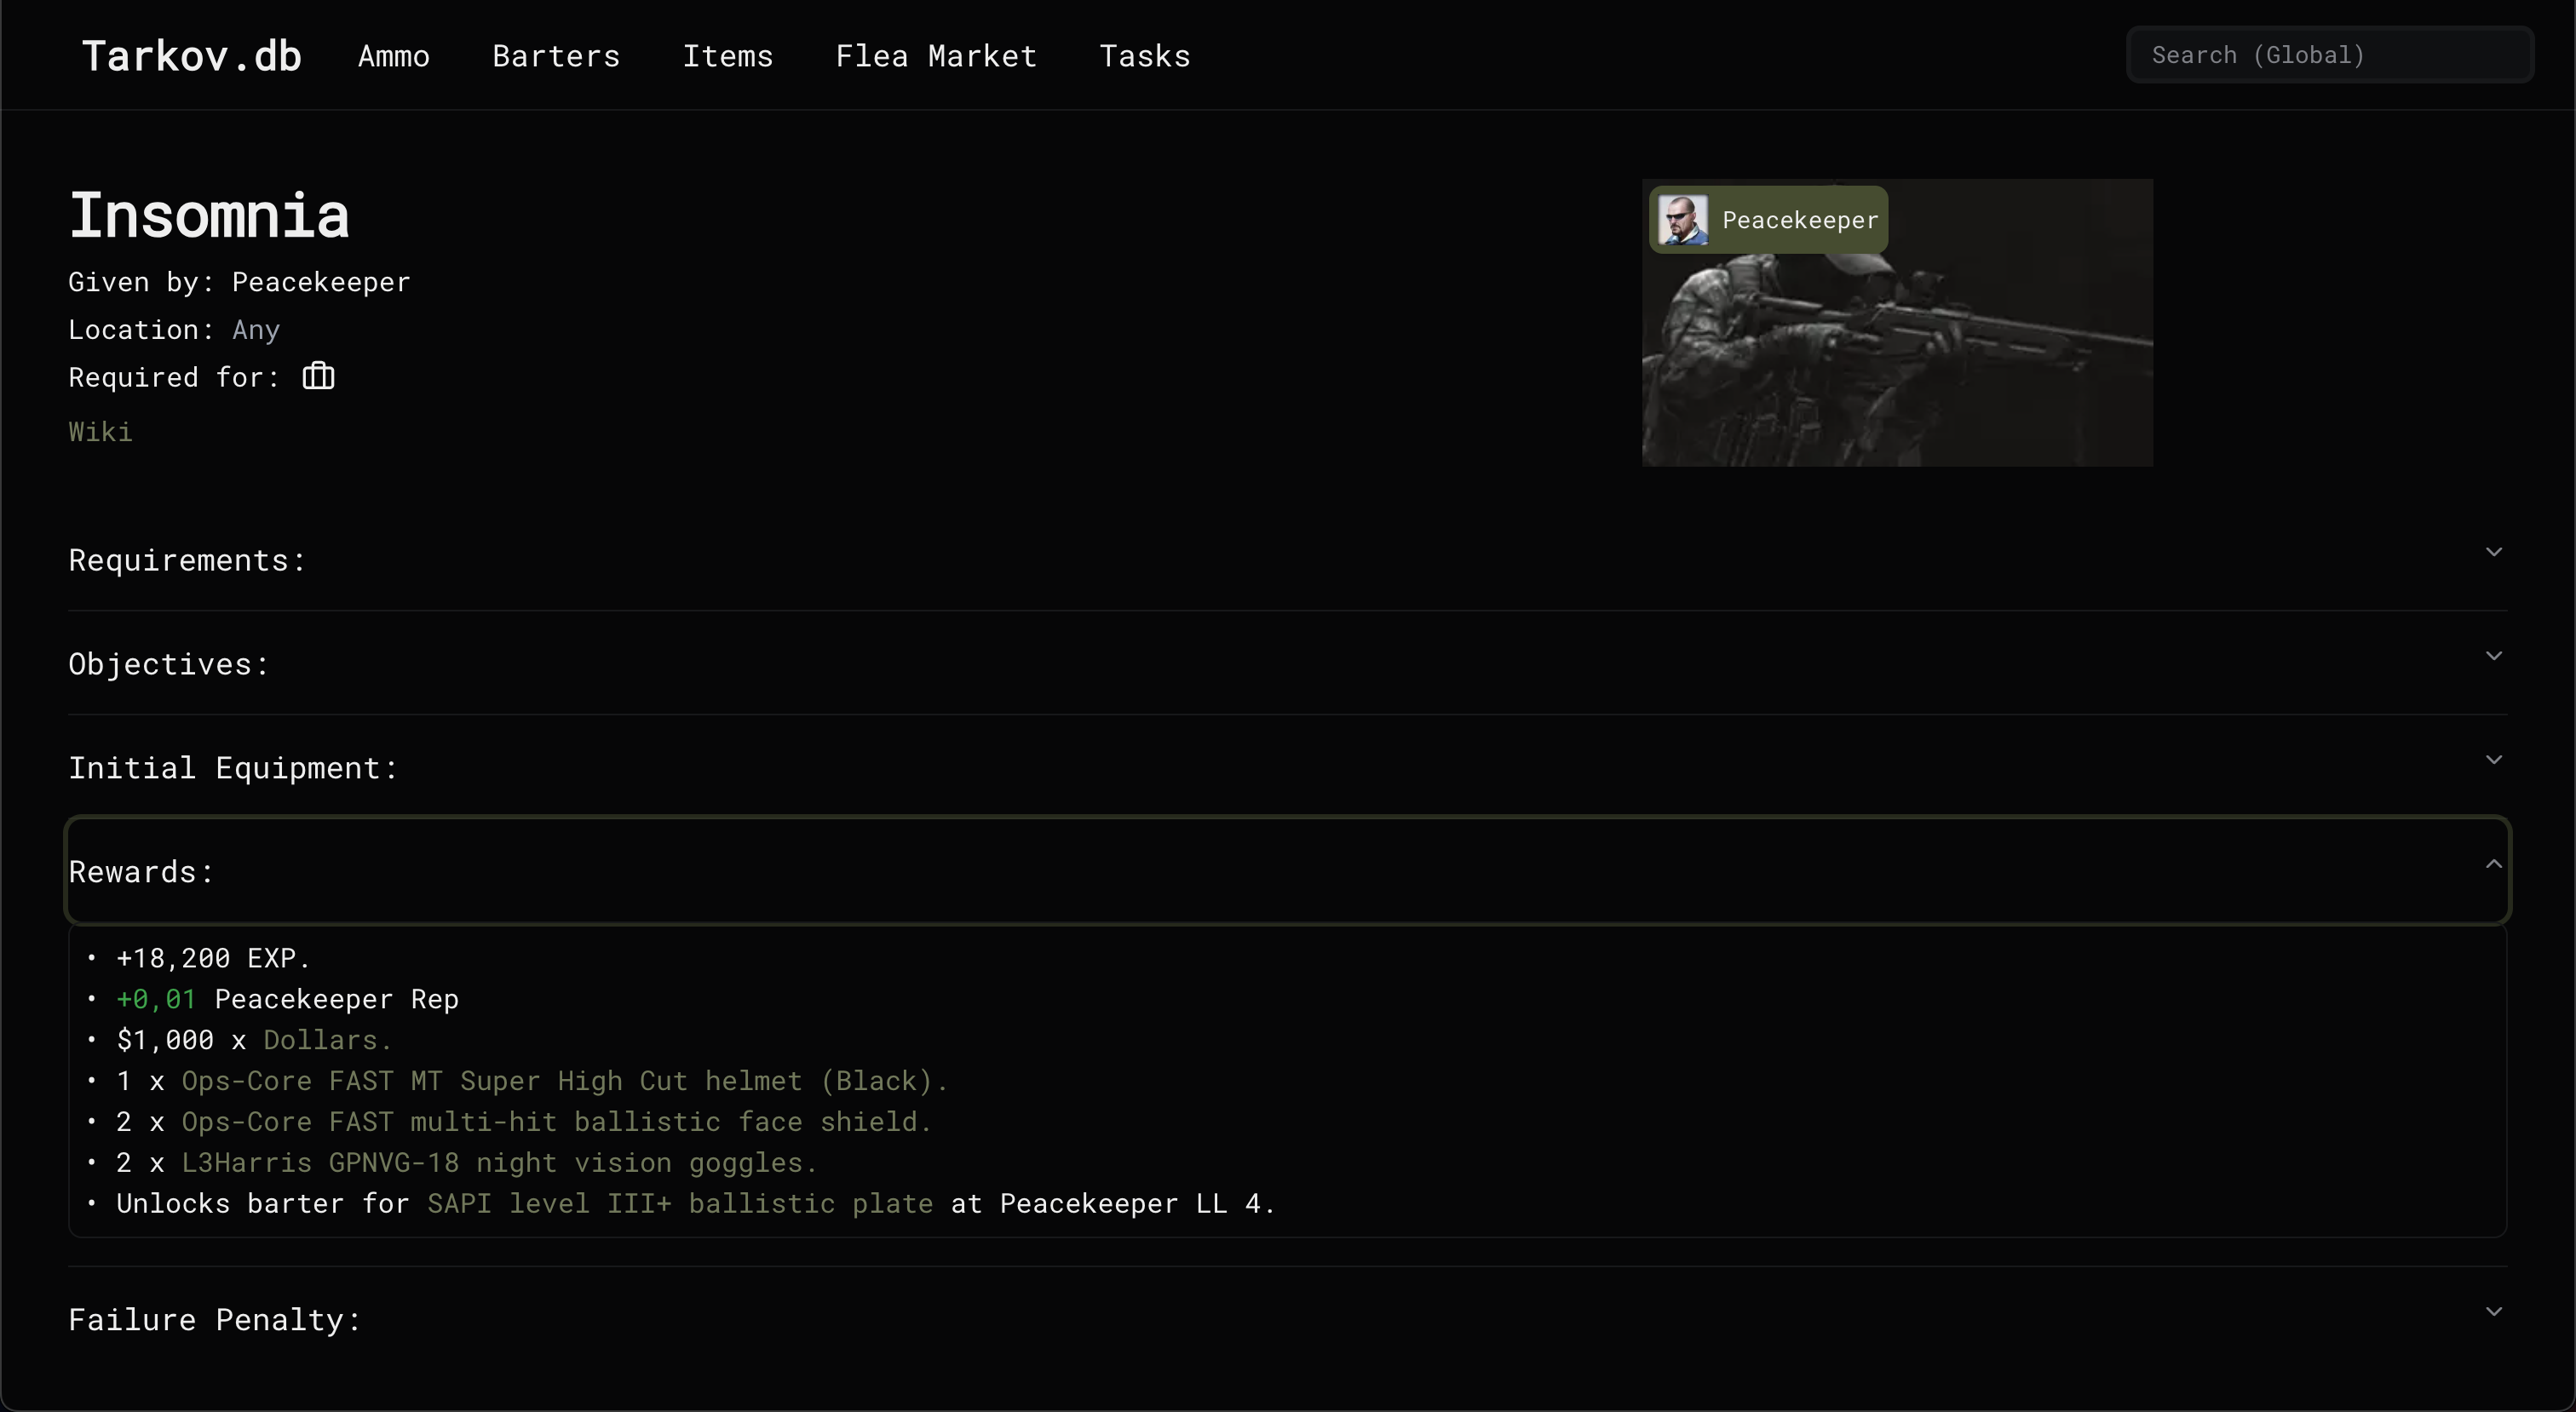 Tarkov.db Ammo Barters Items Flea Market Tasks Search (Global)
Insomnia
Given by: Peacekeeper
Location: Any
Required for:
Wiki
Peacekeeper
Requirements:
Objectives:
Initial Equipment:
Rewards:
• +18,200 EXP.
• +0,01 Peacekeeper Rep
• $1,000 x Dollars.
• 1 x Ops-Core FAST MT Super High Cut helmet (Black).
• 2 x Ops-Core FAST multi-hit ballistic face shield.
• 2 x L3Harris GPNVG-18 night vision goggles.
• Unlocks barter for SAPI level III+ ballistic plate at Peacekeeper LL 4.
Failure Penalty: